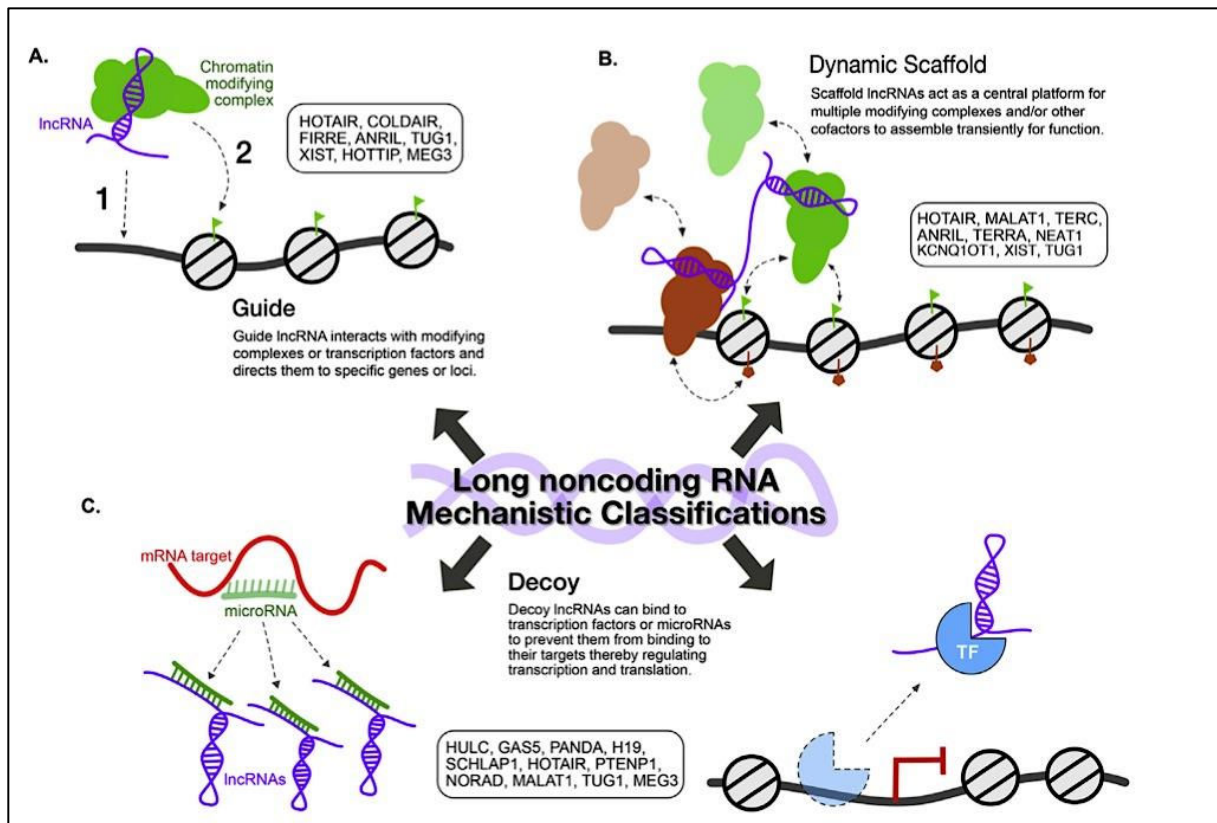 A.
Chromatin
modifying
complex
lncRNA
1
2
HOTAIR, COLDAIR,
FIRRE, ANRIL, TUG1,
XIST, HOTTIP, MEG3
Guide
Guide lncRNA interacts with modifying
complexes or transcription factors and
directs them to specific genes or loci.
B.
Dynamic Scaffold
Scaffold lncRNAs act as a central platform for
multiple modifying complexes and/or other
cofactors to assemble transiently for function.
HOTAIR, MALAT1, TERC,
ANRIL, TERRA, NEAT1
KCNQ1OT1, XIST, TUG1
Long noncoding RNA
Mechanistic Classifications
C.
mRNA target
microRNA
lncRNAs
Decoy
Decoy lncRNAs can bind to
transcription factors or microRNAs
to prevent them from binding to
their targets thereby regulating
transcription and translation.
HULC, GAS5, PANDA, H19,
SCHLAP1, HOTAIR, PTENP1,
NORAD, MALAT1, TUG1, MEG3
TF